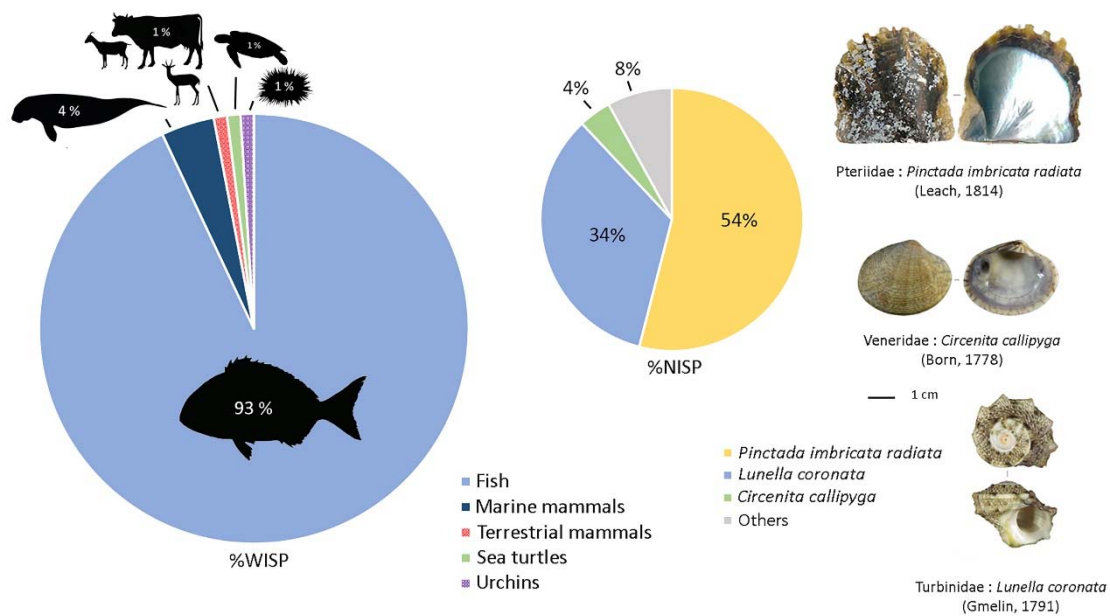 1 %
1 %
4 %
1 %
93 %
%WISP
Fish
Marine mammals
Terrestrial mammals
Sea turtles
Urchins
8%
4%
34%
54%
%NISP
Pinctada imbricata radiata
Lunella coronata
Circenita callipyga
Others
Pteriidae : Pinctada imbricata radiata
(Leach, 1814)
Veneridae : Circenita callipyga
(Born, 1778)
1 cm
Turbinidae : Lunella coronata
(Gmelin, 1791)